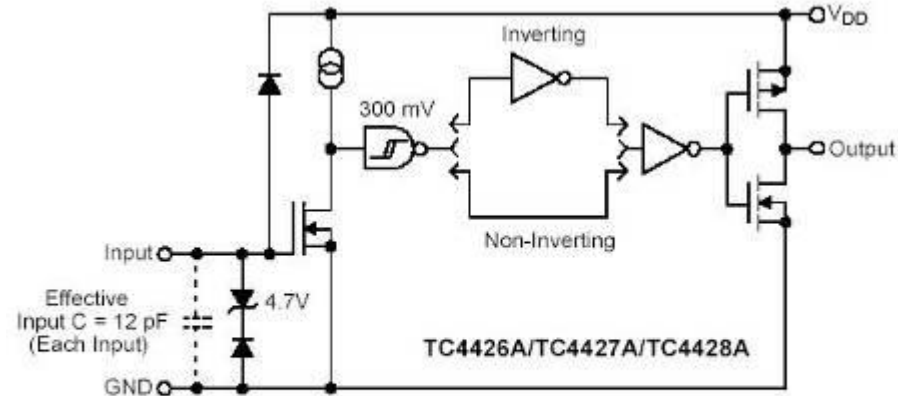 V_DD
Inverting
300 mV
Output
Non-Inverting
Input
4.7V
Effective
Input C = 12 pF
(Each Input)
TC4426A/TC4427A/TC4428A
GND